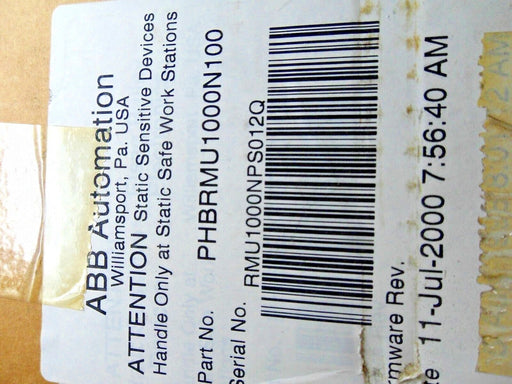 ABB Automation
Williamsport, Pa. USA
ATTENTION Static Sensitive Devices
Handle Only at Static Safe Work Stations
Part No. PHBRMU1000N100
Serial No. RMU1000NPS012Q
rmware Rev.
e 11-Jul-2000 7:56:40 AM